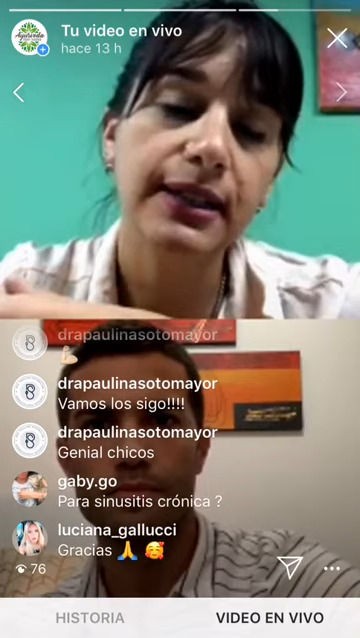 Tu video en vivo
hace 13 h
drapaulinasotomayor
💪🏼
drapaulinasotomayor
Vamos los sigo!!!!
drapaulinasotomayor
Genial chicos
gaby.go
Para sinusitis crónica ?
luciana_gallucci
Gracias 🙏 🥰
76
HISTORIA
VIDEO EN VIVO